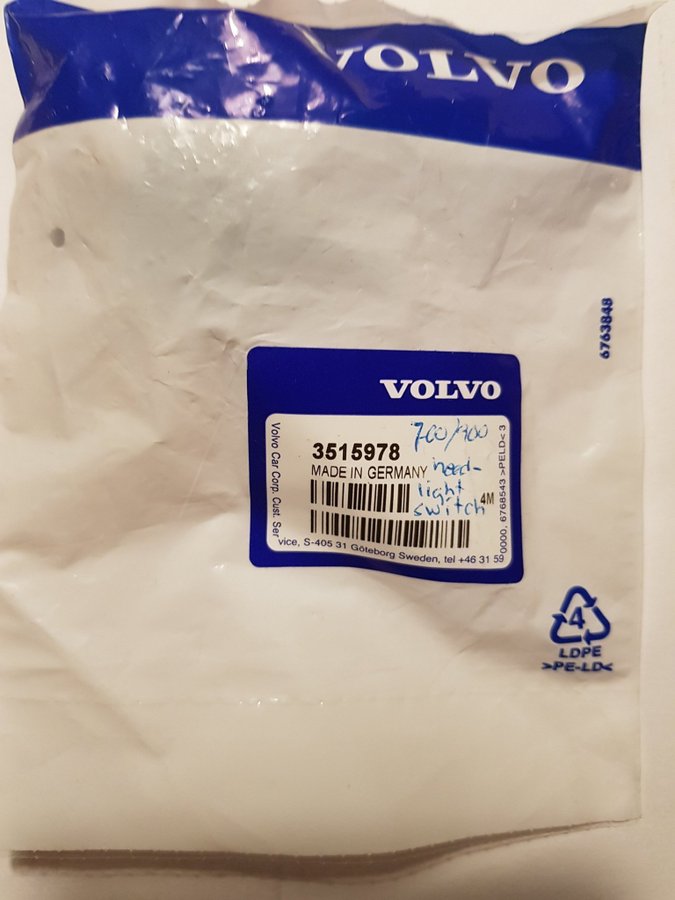 VOLVO
6763848
VOLVO
3515978
MADE IN GERMANY
700/900
head-
light
switch
4M
Volvo Car Corp. Cust. Ser
vice, S-405 31 Göteborg Sweden, tel +46 31 59
0000, 6768543 >PELD< 3
4
LDPE
>PE-LD<